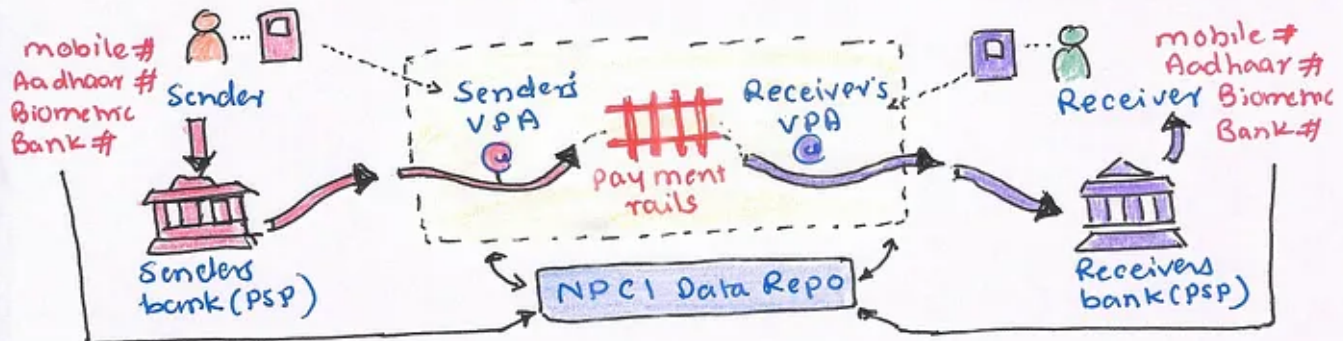 mobile #
Aadhaar #
Biometric
Bank #
Sender
Sender's
VPA
@
payment
rails
Receiver's
VPA
@
Receiver
mobile #
Aadhaar #
Biometric
Bank #
Senders
bank (PSP)
NPCI Data Repo
Receivers
bank (PSP)